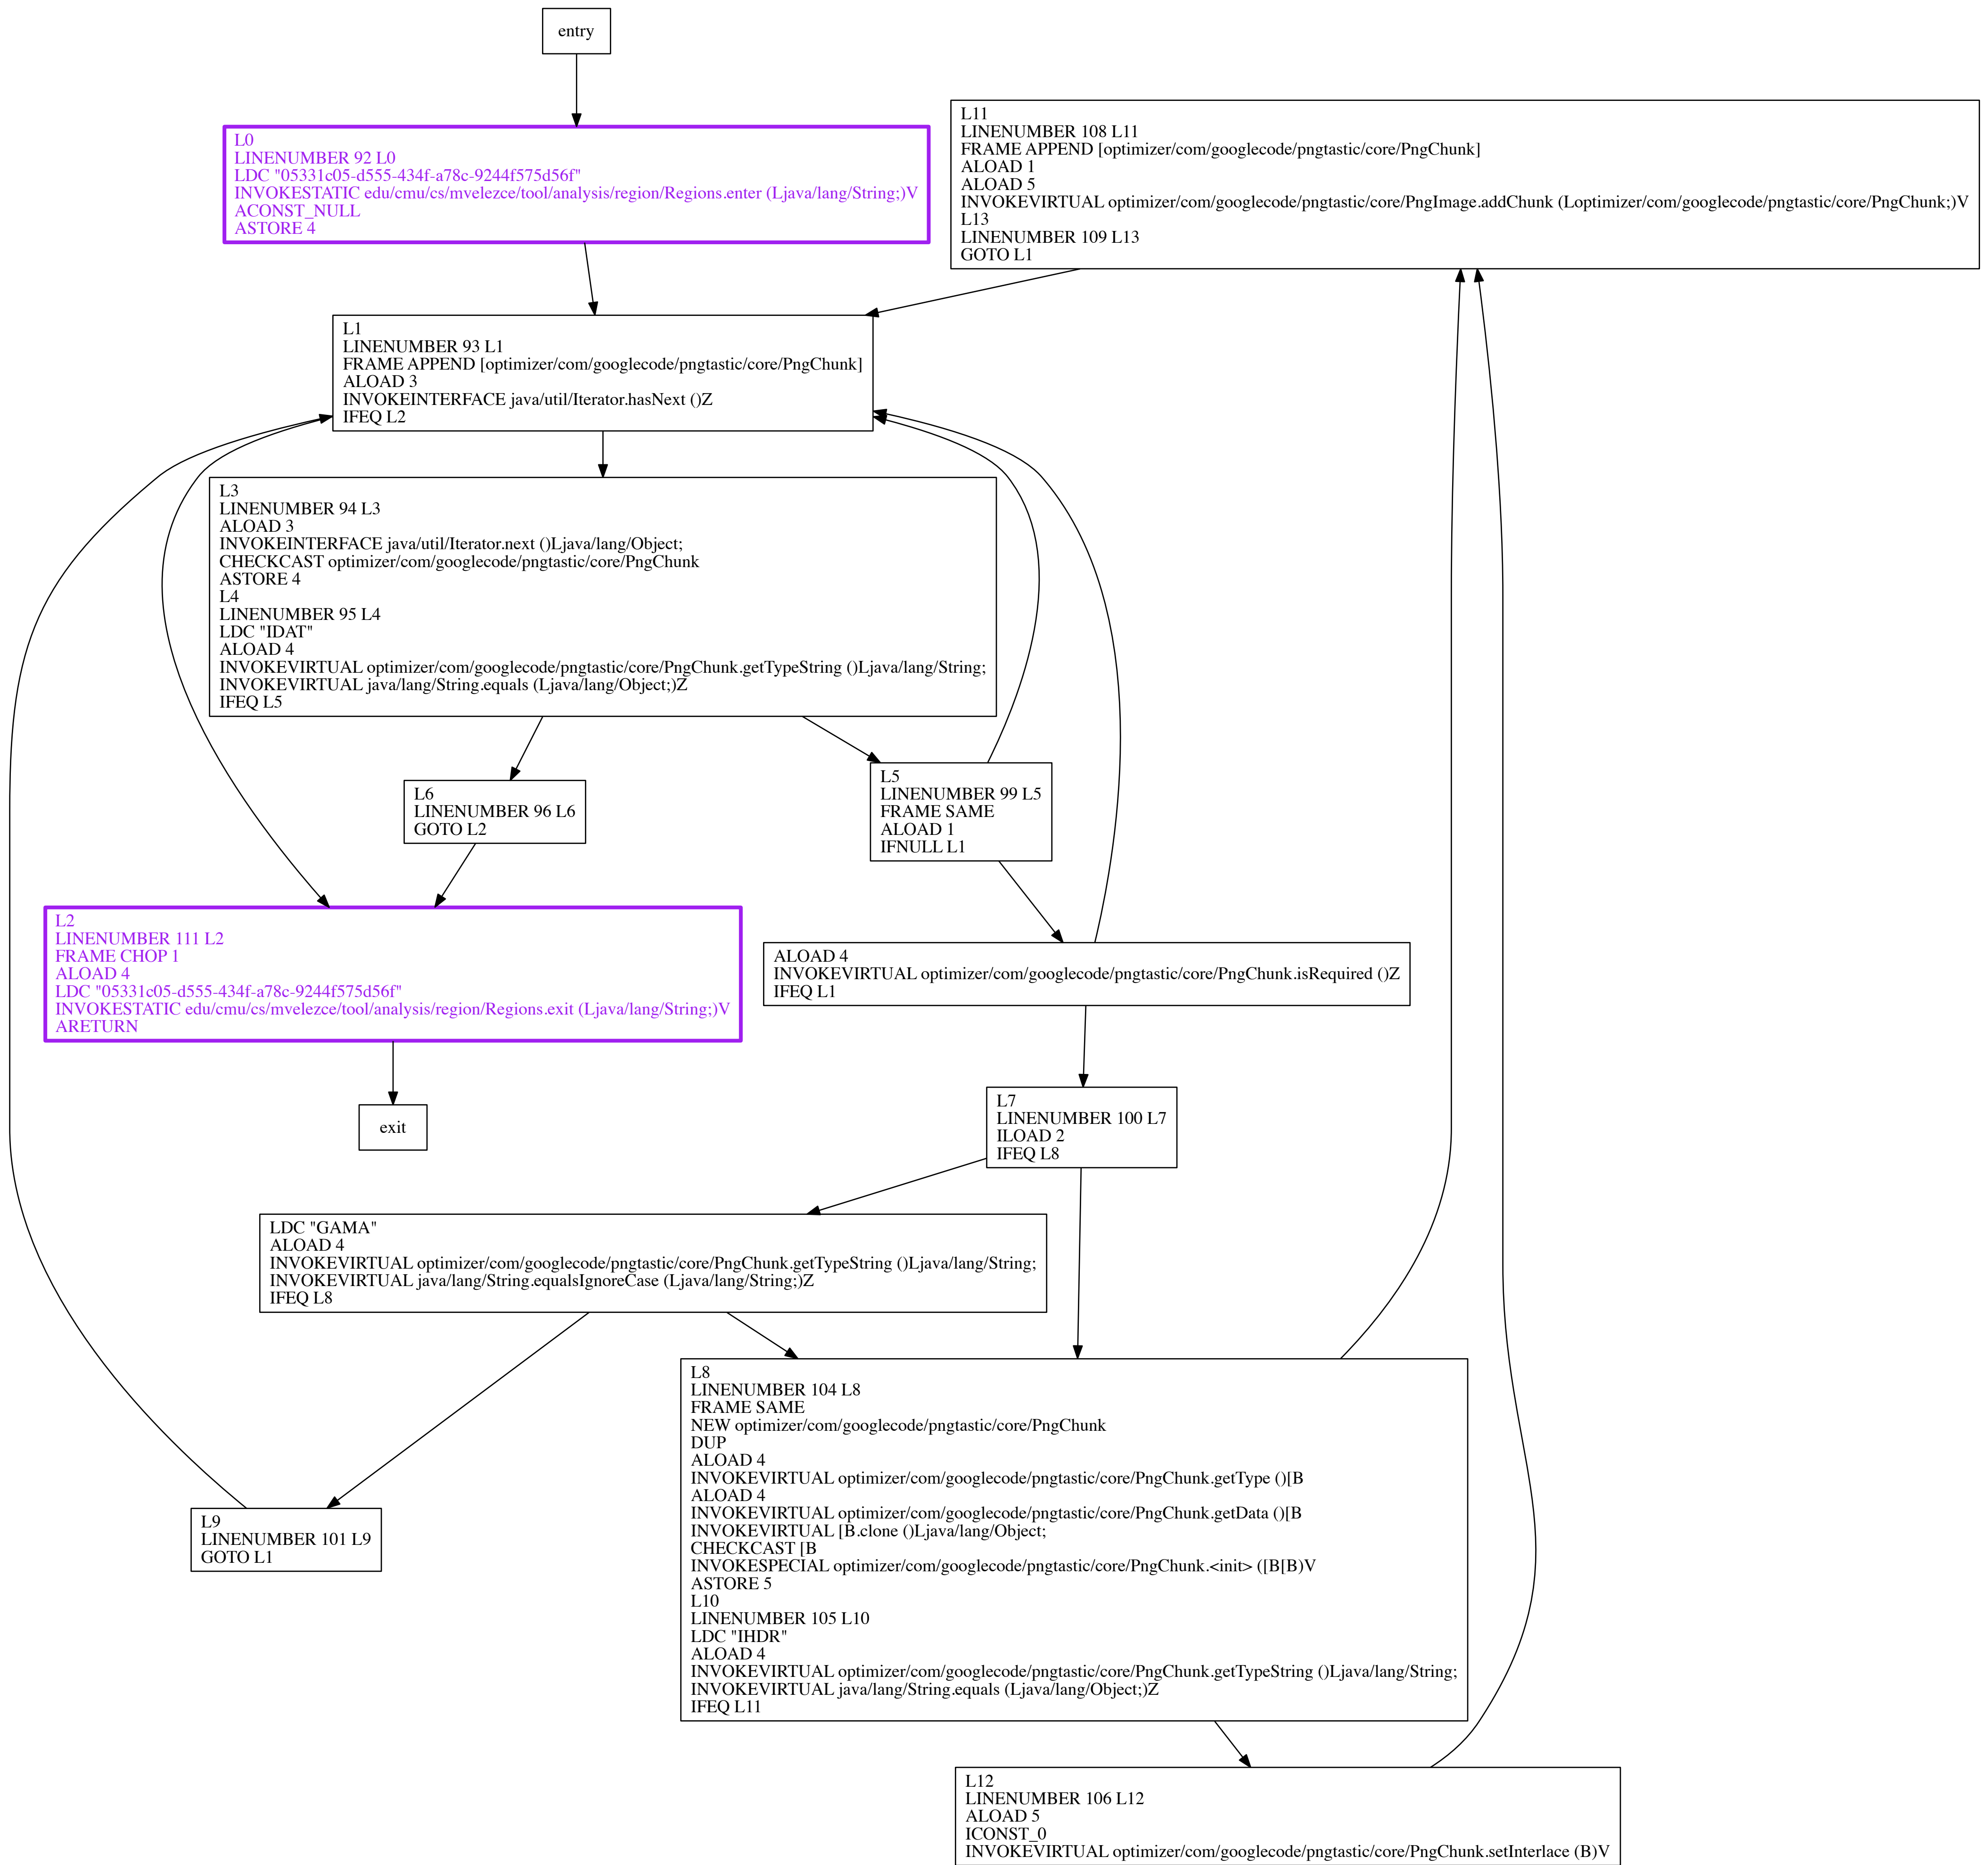 entry
L0
LINENUMBER 92 L0
LDC "05331c05-d555-434f-a78c-9244f575d56f"
INVOKESTATIC edu/cmu/cs/mvelezce/tool/analysis/region/Regions.enter (Ljava/lang/String;)V
ACONST_NULL
ASTORE 4
L11
LINENUMBER 108 L11
FRAME APPEND [optimizer/com/googlecode/pngtastic/core/PngChunk]
ALOAD 1
ALOAD 5
INVOKEVIRTUAL optimizer/com/googlecode/pngtastic/core/PngImage.addChunk (Loptimizer/com/googlecode/pngtastic/core/PngChunk;)V
L13
LINENUMBER 109 L13
GOTO L1
L1
LINENUMBER 93 L1
FRAME APPEND [optimizer/com/googlecode/pngtastic/core/PngChunk]
ALOAD 3
INVOKEINTERFACE java/util/Iterator.hasNext ()Z
IFEQ L2
L3
LINENUMBER 94 L3
ALOAD 3
INVOKEINTERFACE java/util/Iterator.next ()Ljava/lang/Object;
CHECKCAST optimizer/com/googlecode/pngtastic/core/PngChunk
ASTORE 4
L4
LINENUMBER 95 L4
LDC "IDAT"
ALOAD 4
INVOKEVIRTUAL optimizer/com/googlecode/pngtastic/core/PngChunk.getTypeString ()Ljava/lang/String;
INVOKEVIRTUAL java/lang/String.equals (Ljava/lang/Object;)Z
IFEQ L5
L6
LINENUMBER 96 L6
GOTO L2
L5
LINENUMBER 99 L5
FRAME SAME
ALOAD 1
IFNULL L1
L2
LINENUMBER 111 L2
FRAME CHOP 1
ALOAD 4
LDC "05331c05-d555-434f-a78c-9244f575d56f"
INVOKESTATIC edu/cmu/cs/mvelezce/tool/analysis/region/Regions.exit (Ljava/lang/String;)V
ARETURN
ALOAD 4
INVOKEVIRTUAL optimizer/com/googlecode/pngtastic/core/PngChunk.isRequired ()Z
IFEQ L1
exit
L7
LINENUMBER 100 L7
ILOAD 2
IFEQ L8
LDC "GAMA"
ALOAD 4
INVOKEVIRTUAL optimizer/com/googlecode/pngtastic/core/PngChunk.getTypeString ()Ljava/lang/String;
INVOKEVIRTUAL java/lang/String.equalsIgnoreCase (Ljava/lang/String;)Z
IFEQ L8
L8
LINENUMBER 104 L8
FRAME SAME
NEW optimizer/com/googlecode/pngtastic/core/PngChunk
DUP
ALOAD 4
INVOKEVIRTUAL optimizer/com/googlecode/pngtastic/core/PngChunk.getType ()[B
ALOAD 4
INVOKEVIRTUAL optimizer/com/googlecode/pngtastic/core/PngChunk.getData ()[B
INVOKEVIRTUAL [B.clone ()Ljava/lang/Object;
CHECKCAST [B
INVOKESPECIAL optimizer/com/googlecode/pngtastic/core/PngChunk.<init> ([B[B)V
ASTORE 5
L10
LINENUMBER 105 L10
LDC "IHDR"
ALOAD 4
INVOKEVIRTUAL optimizer/com/googlecode/pngtastic/core/PngChunk.getTypeString ()Ljava/lang/String;
INVOKEVIRTUAL java/lang/String.equals (Ljava/lang/Object;)Z
IFEQ L11
L9
LINENUMBER 101 L9
GOTO L1
L12
LINENUMBER 106 L12
ALOAD 5
ICONST_0
INVOKEVIRTUAL optimizer/com/googlecode/pngtastic/core/PngChunk.setInterlace (B)V